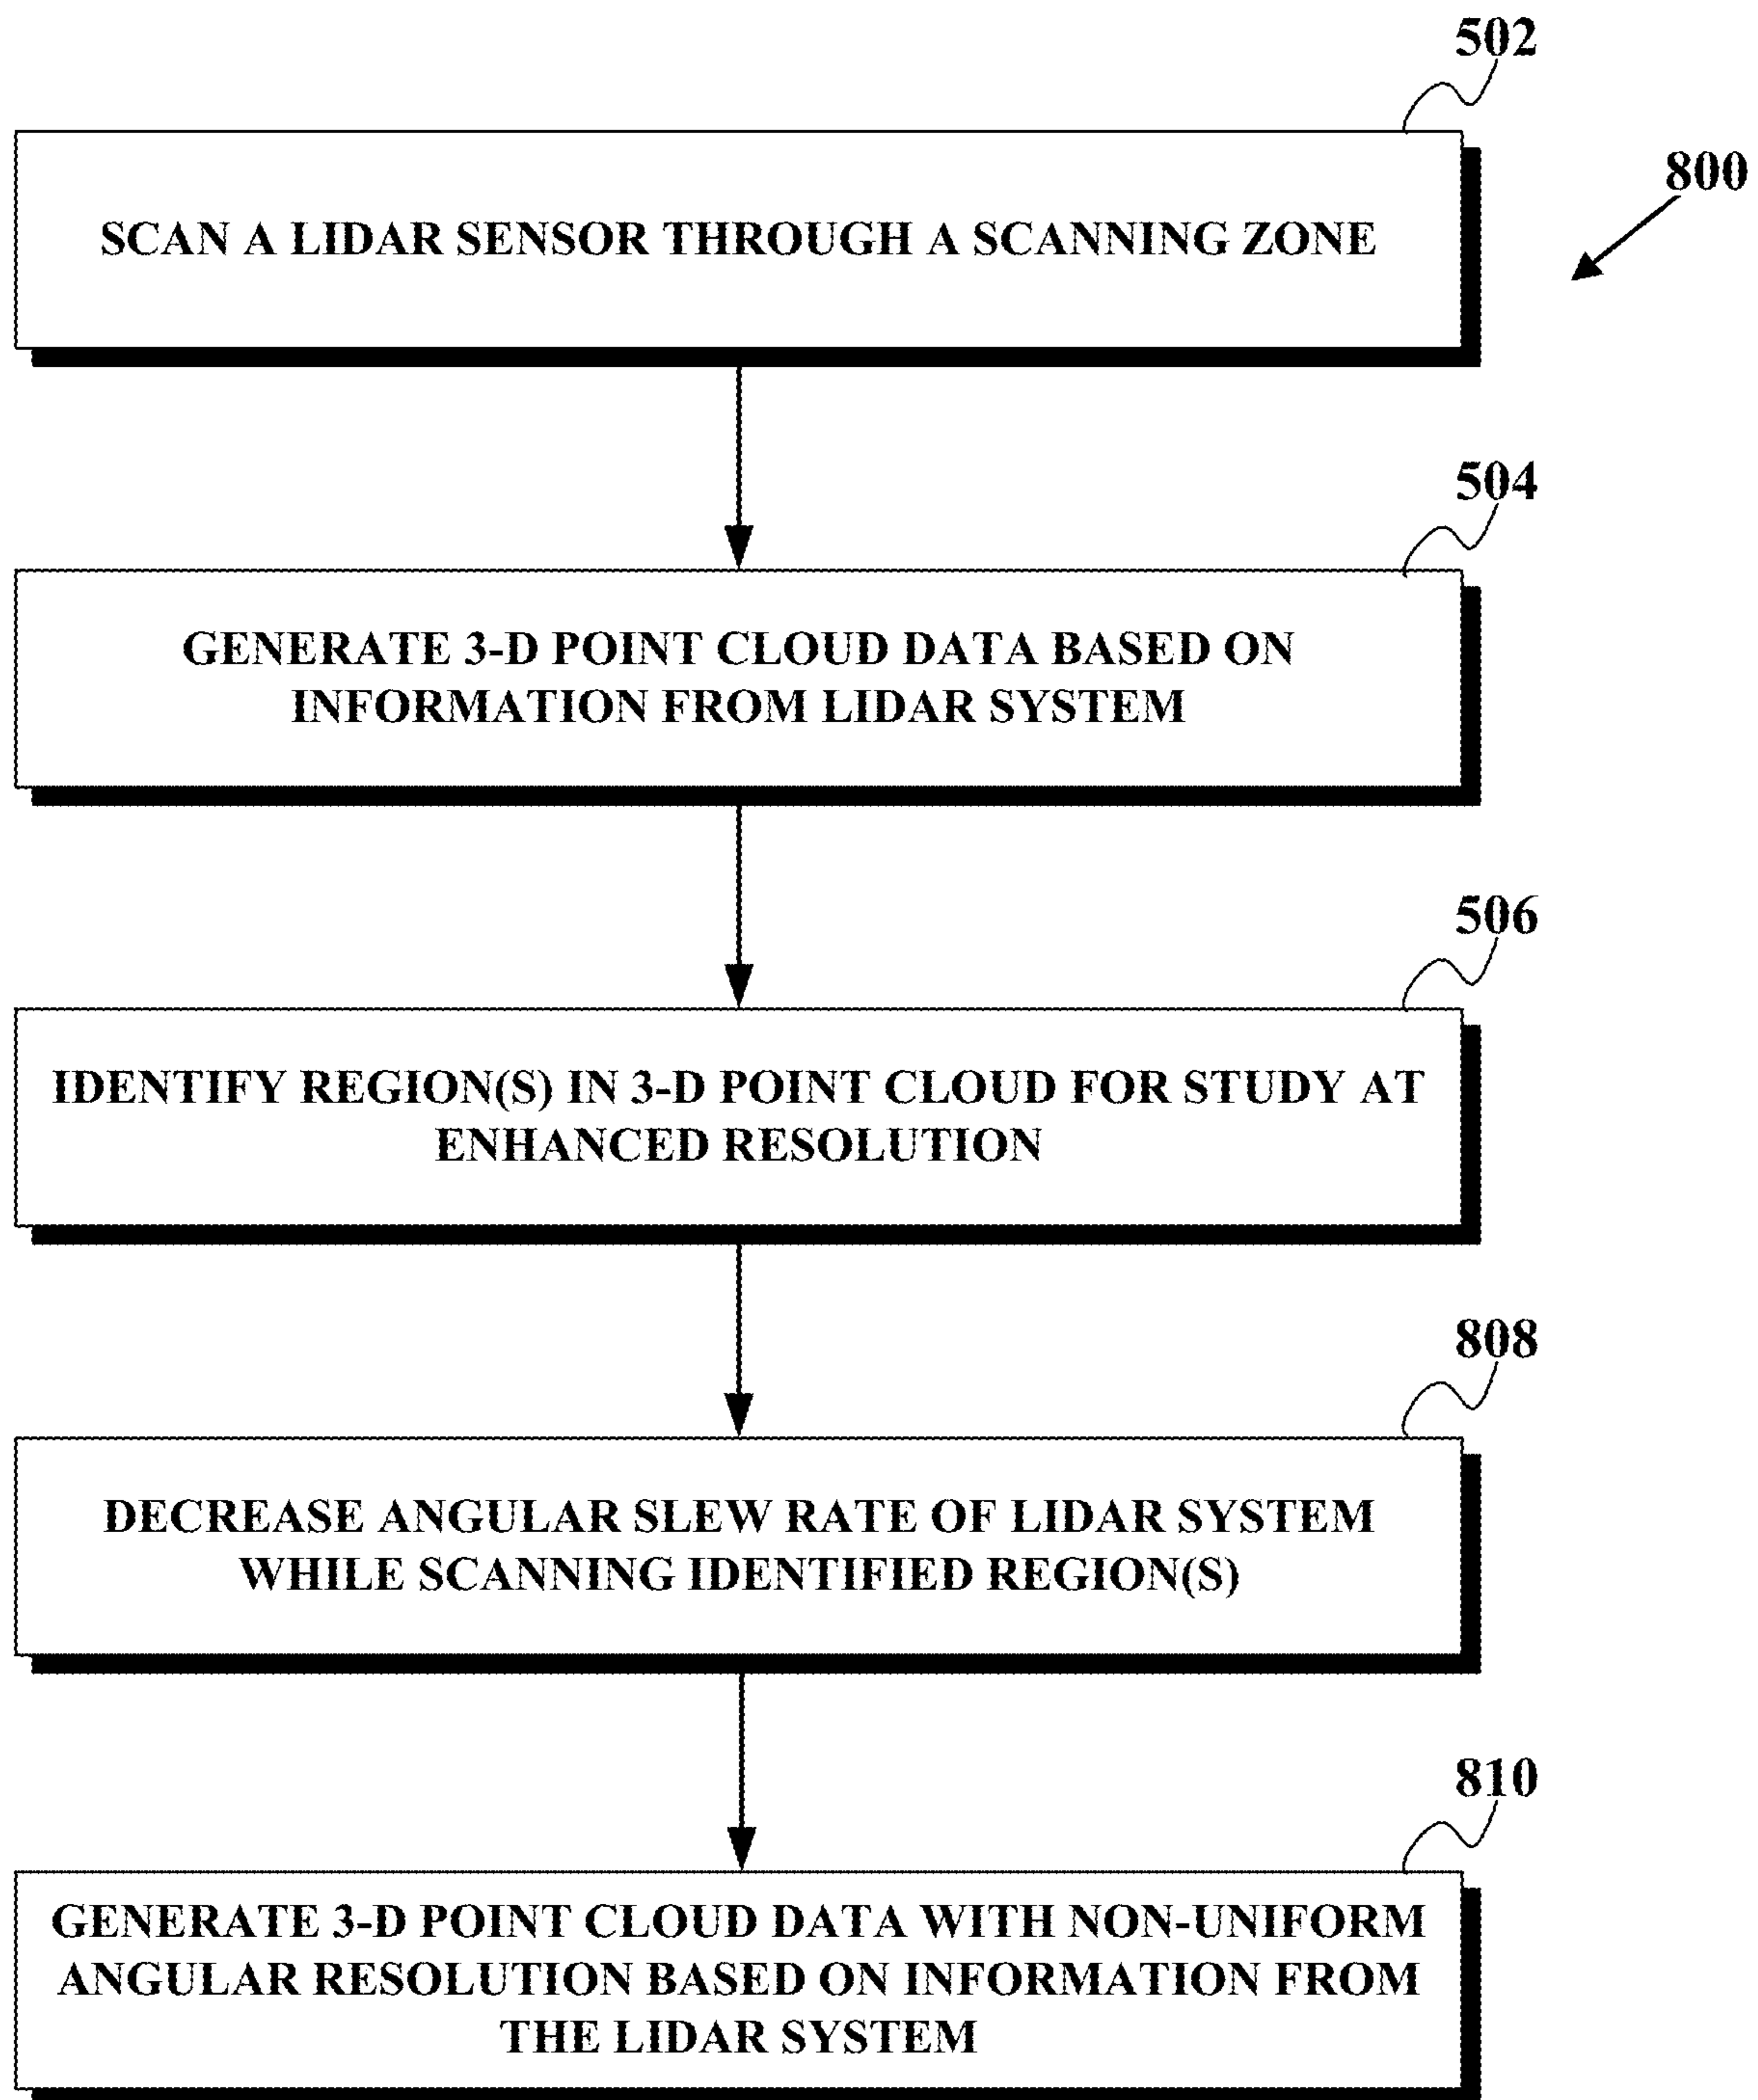 502
800
SCAN A LIDAR SENSOR THROUGH A SCANNING ZONE
504
GENERATE 3-D POINT CLOUD DATA BASED ON
INFORMATION FROM LIDAR SYSTEM
506
IDENTIFY REGION(S) IN 3-D POINT CLOUD FOR STUDY AT
ENHANCED RESOLUTION
808
DECREASE ANGULAR SLEW RATE OF LIDAR SYSTEM
WHILE SCANNING IDENTIFIED REGION(S)
810
GENERATE 3-D POINT CLOUD DATA WITH NON-UNIFORM
ANGULAR RESOLUTION BASED ON INFORMATION FROM
THE LIDAR SYSTEM